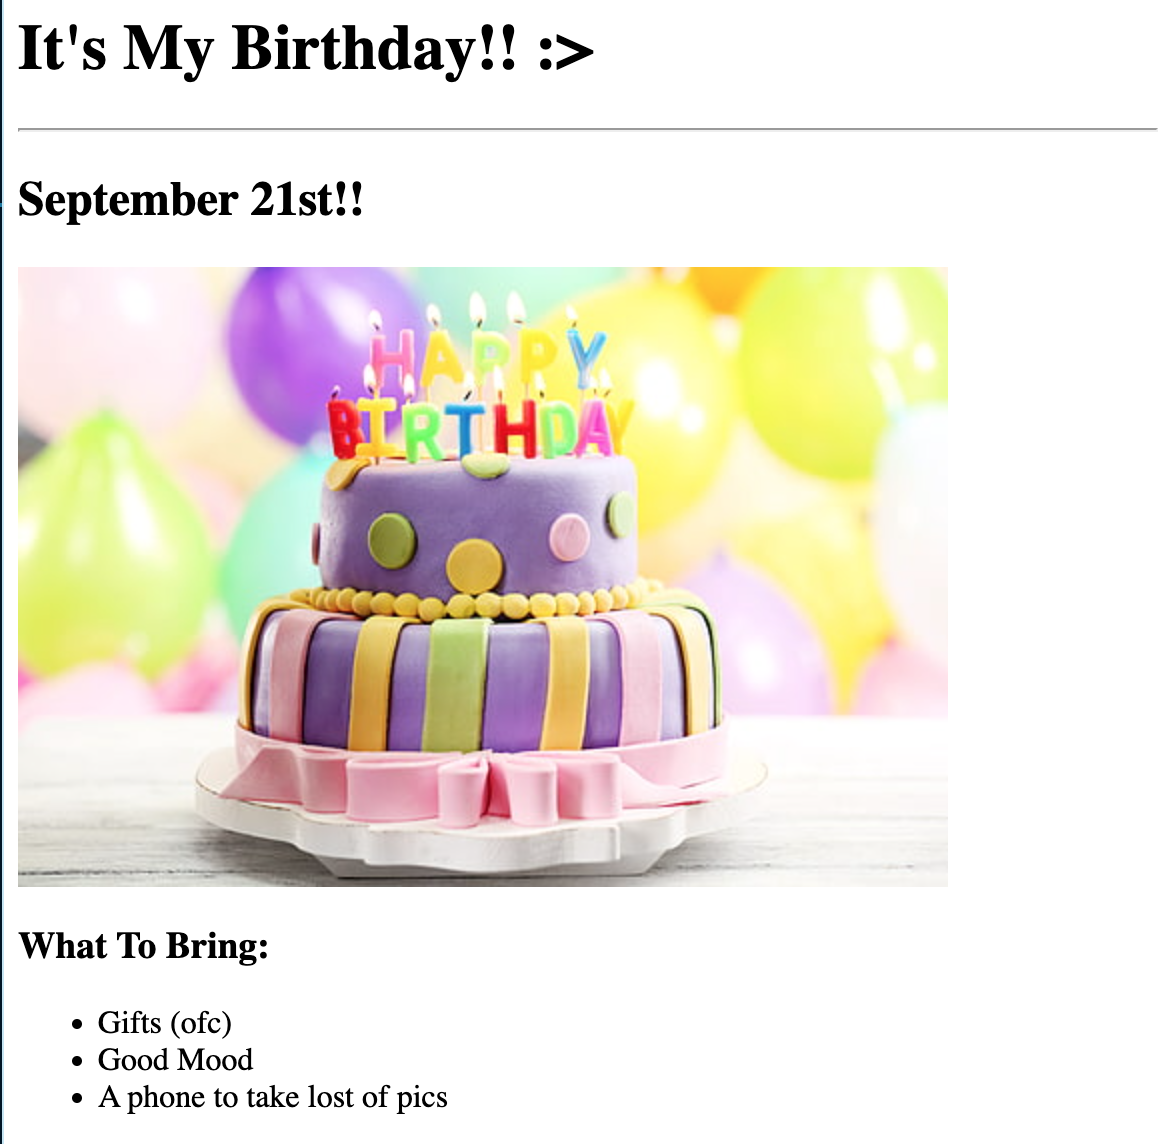 It's My Birthday!! :>
September 21st!!
HAPPY
BIRTHDAY
What To Bring:
Gifts (ofc)
Good Mood
A phone to take lost of pics